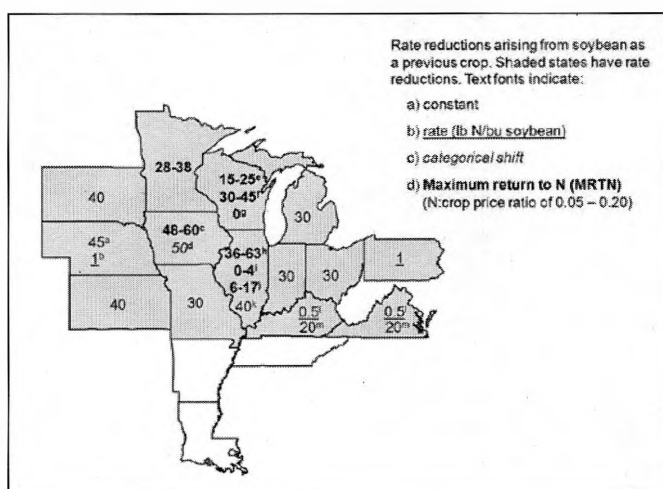 Rate reductions arising from soybean as
a previous crop. Shaded states have rate
reductions. Text fonts indicate:
a) constant
b) rate (lb N/bu soybean)
c) categorical shift
d) Maximum return to N (MRTN)
(N:crop price ratio of 0.05 – 0.20)
28-38
15-25ᵉ
30-45ᶠ
0ᵍ
40
30
48-60ᶜ
50ᵈ
45ᵃ
1ᵇ
36-63ʰ
0-4ⁱ
6-17ʲ
40ᵏ
30
30
1
40
30
0.5ˡ
20ᵐ
0.5ˡ
20ᵐ